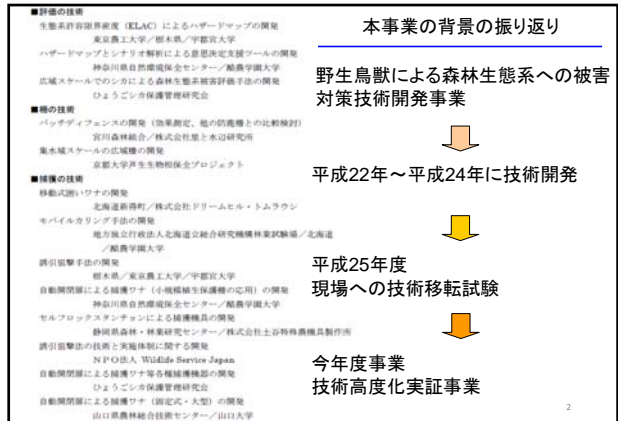 ■評価の技術
生態系許容限界密度（ELAC）によるハザードマップの開発
東京農工大学／栃木県／宇都宮大学
ハザードマップとシナリオ解析による意思決定支援ツールの開発
神奈川県自然環境保全センター／酪農学園大学
広域スケールでのシカによる森林生態系被害評価手法の開発
ひょうごシカ保護管理研究会
■柵の技術
パッチディフェンスの開発（効果測定、他の防鹿柵との比較検討）
宮川森林組合／株式会社里と水辺研究所
集水域スケールの広域柵の開発
京都大学芦生生物相保全プロジェクト
■捕獲の技術
移動式囲いワナの開発
北海道新得町／株式会社ドリームヒル・トムラウシ
モバイルカリング手法の開発
地方独立行政法人北海道立総合研究機構林業試験場／北海道
／酪農学園大学
誘引狙撃手法の開発
栃木県／東京農工大学／宇都宮大学
自動開閉扉による捕獲ワナ（小規模植生保護柵の応用）の開発
神奈川県自然環境保全センター／酪農学園大学
セルフロックスタンチョンによる捕獲機具の開発
静岡県森林・林業研究センター／株式会社土谷特殊農機具製作所
誘引狙撃法の技術と実施体制に関する開発
NPO法人 Wildlife Service Japan
自動開閉扉による捕獲ワナ等各種捕獲機器の開発
ひょうごシカ保護管理研究会
自動開閉扉による捕獲ワナ（固定式・大型）の開発
山口県農林総合技術センター／山口大学
本事業の背景の振り返り
野生鳥獣による森林生態系への被害
対策技術開発事業
平成22年～平成24年に技術開発
平成25年度
現場への技術移転試験
今年度事業
技術高度化実証事業
2